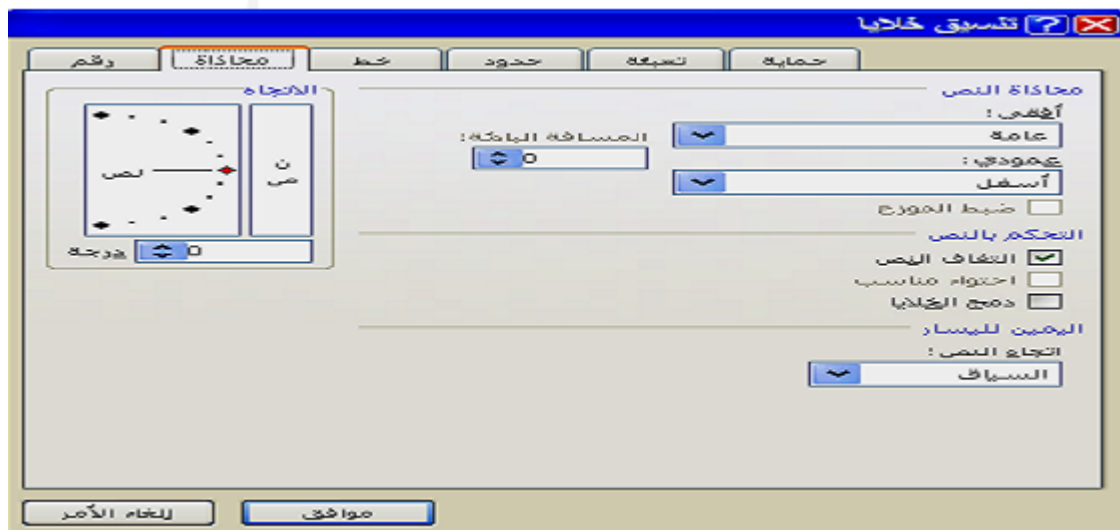 تنسيق خلايا
رقم
محاذاة
خط
حدود
تعبئة
حماية
محاذاة النص
أفقي:
عامة
المسافة البادئة:
0
عمودي:
أسفل
ضبط الموزع
التحكم بالنص
التفاف النص
احتواء مناسب
دمج الخلايا
اليمين لليسار
اتجاه النص:
السياق
الاتجاه
ن
ص
نص
0
درجة
موافق
إلغاء الأمر